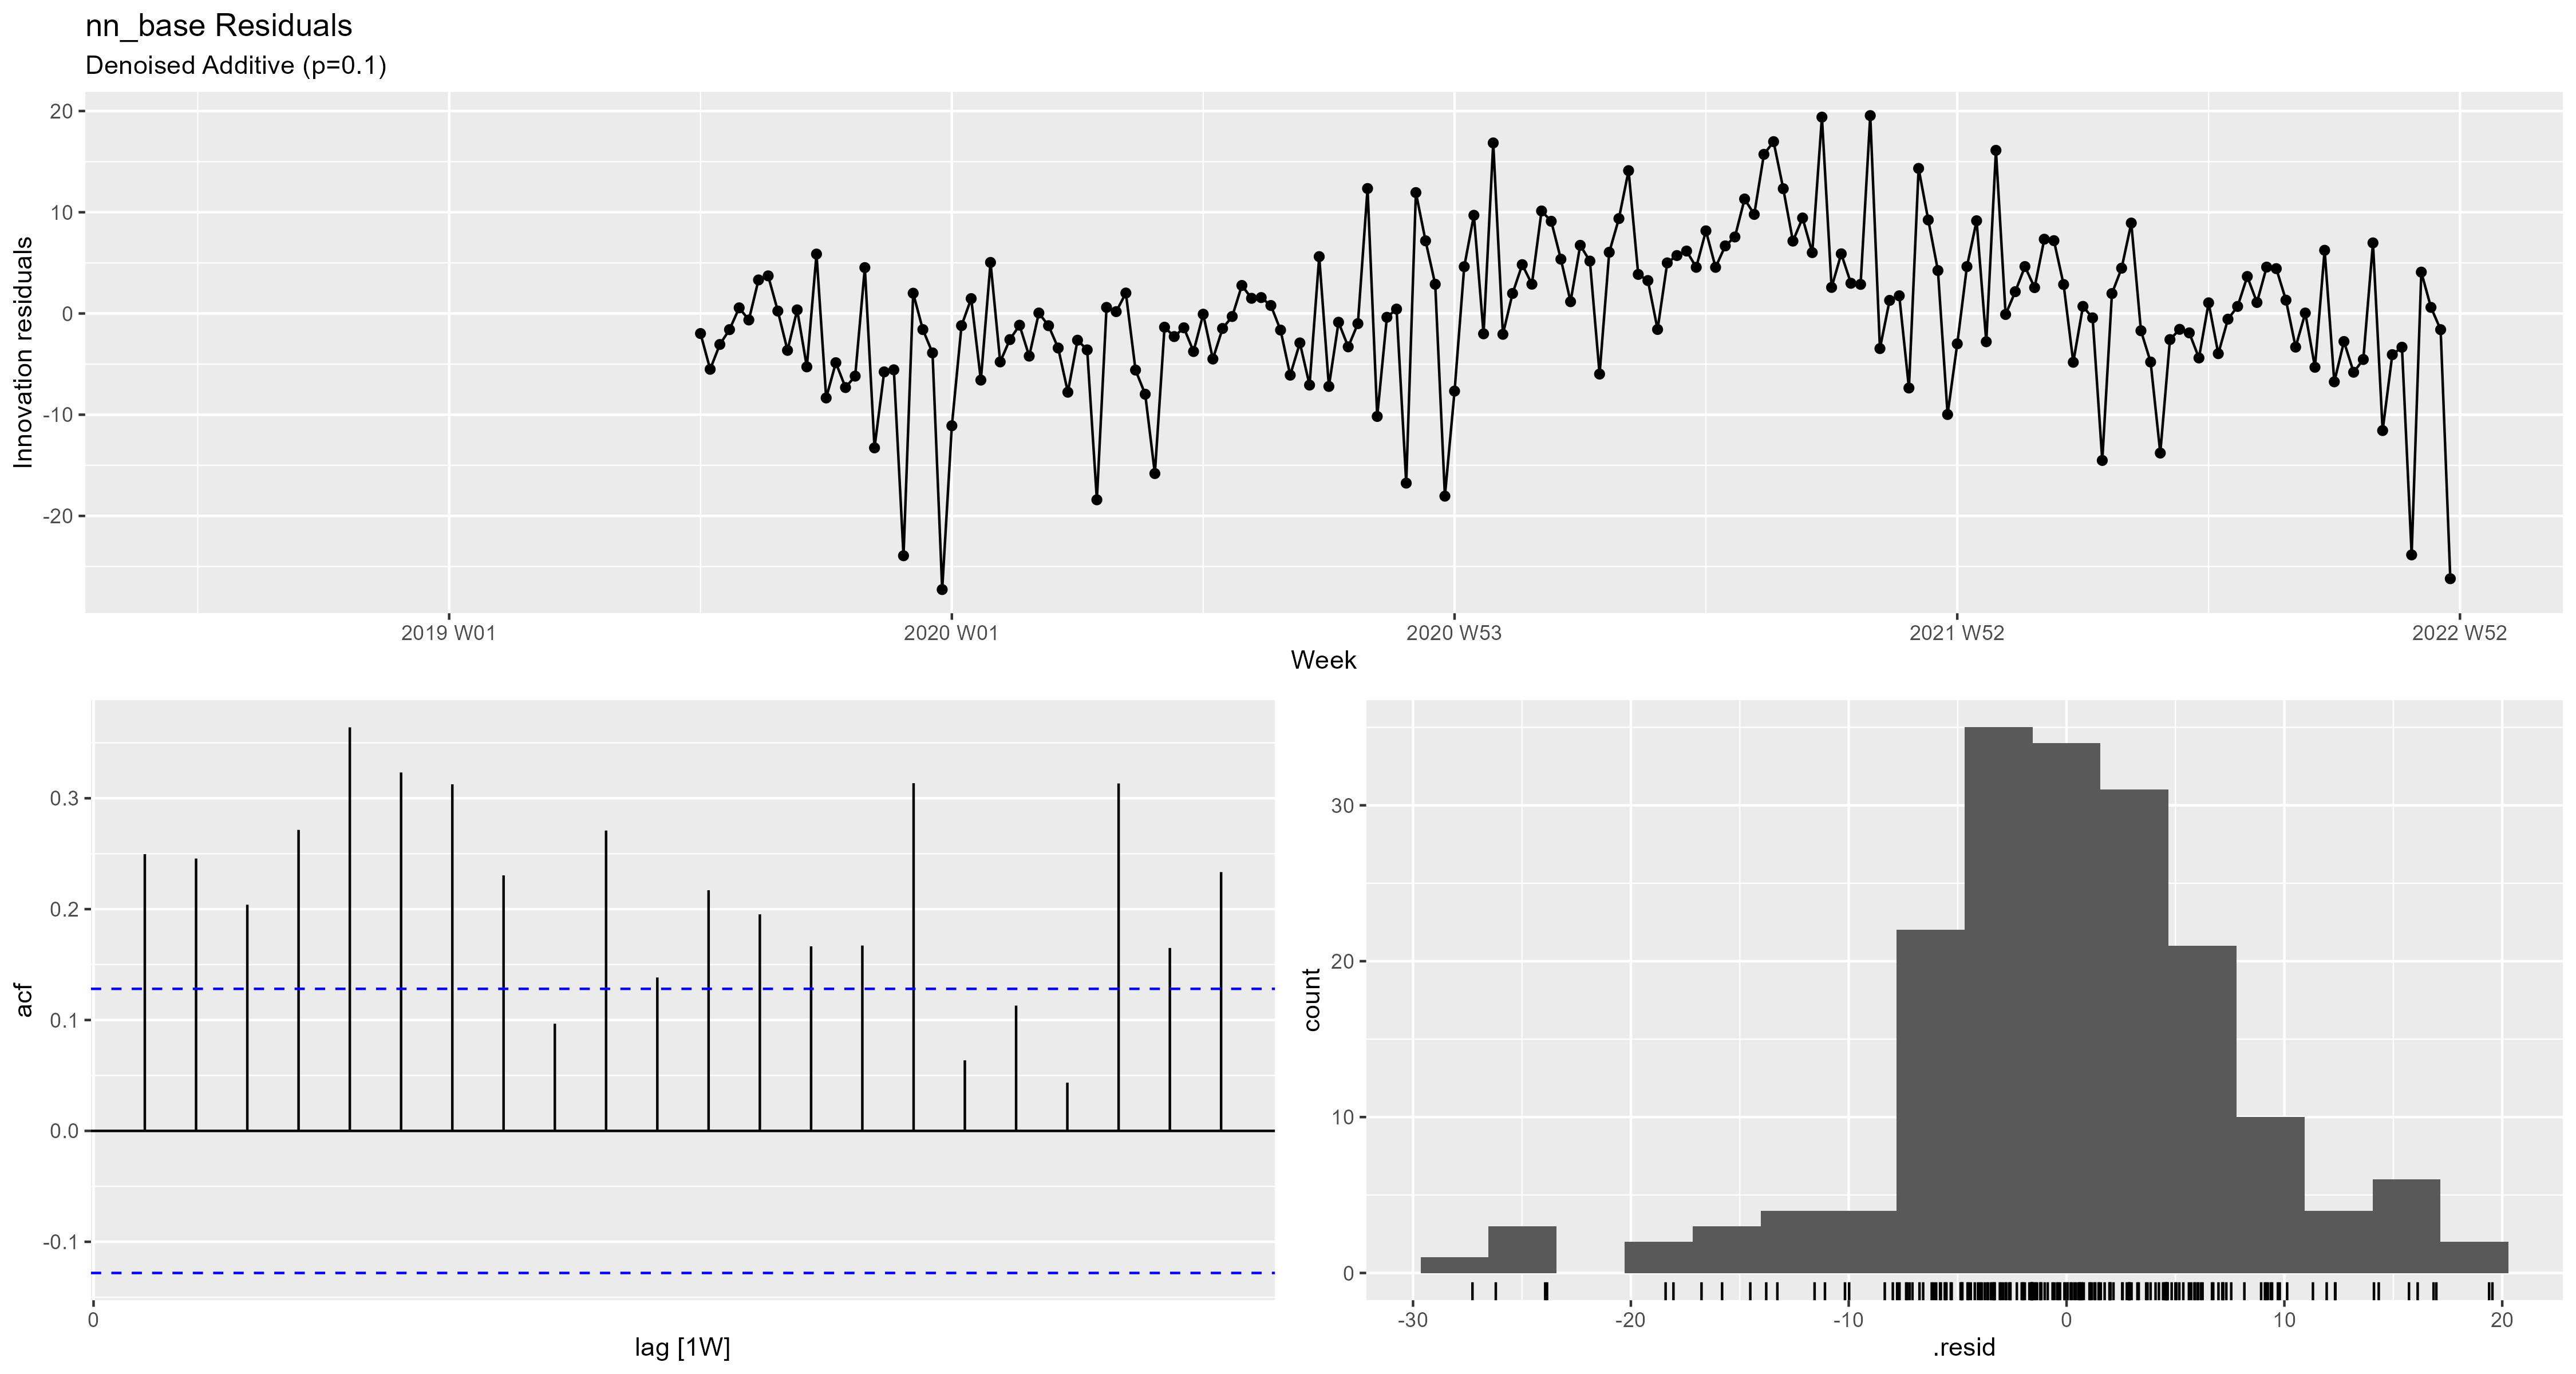 nn_base Residuals
Denoised Additive (p=0.1)
20
10
0
-10
-20
Innovation residuals
2019 W01
2020 W01
2020 W53
2021 W52
2022 W52
Week
0.3
0.2
0.1
0.0
-0.1
acf
0
lag [1W]
30
20
10
0
count
-30
-20
-10
0
10
20
.resid